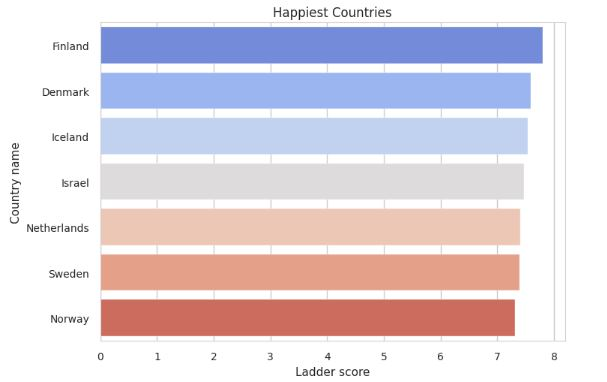 Happiest Countries
Finland
Denmark
Iceland
Israel
Netherlands
Sweden
Norway
Country name
0 1 2 3 4 5 6 7 8
Ladder score